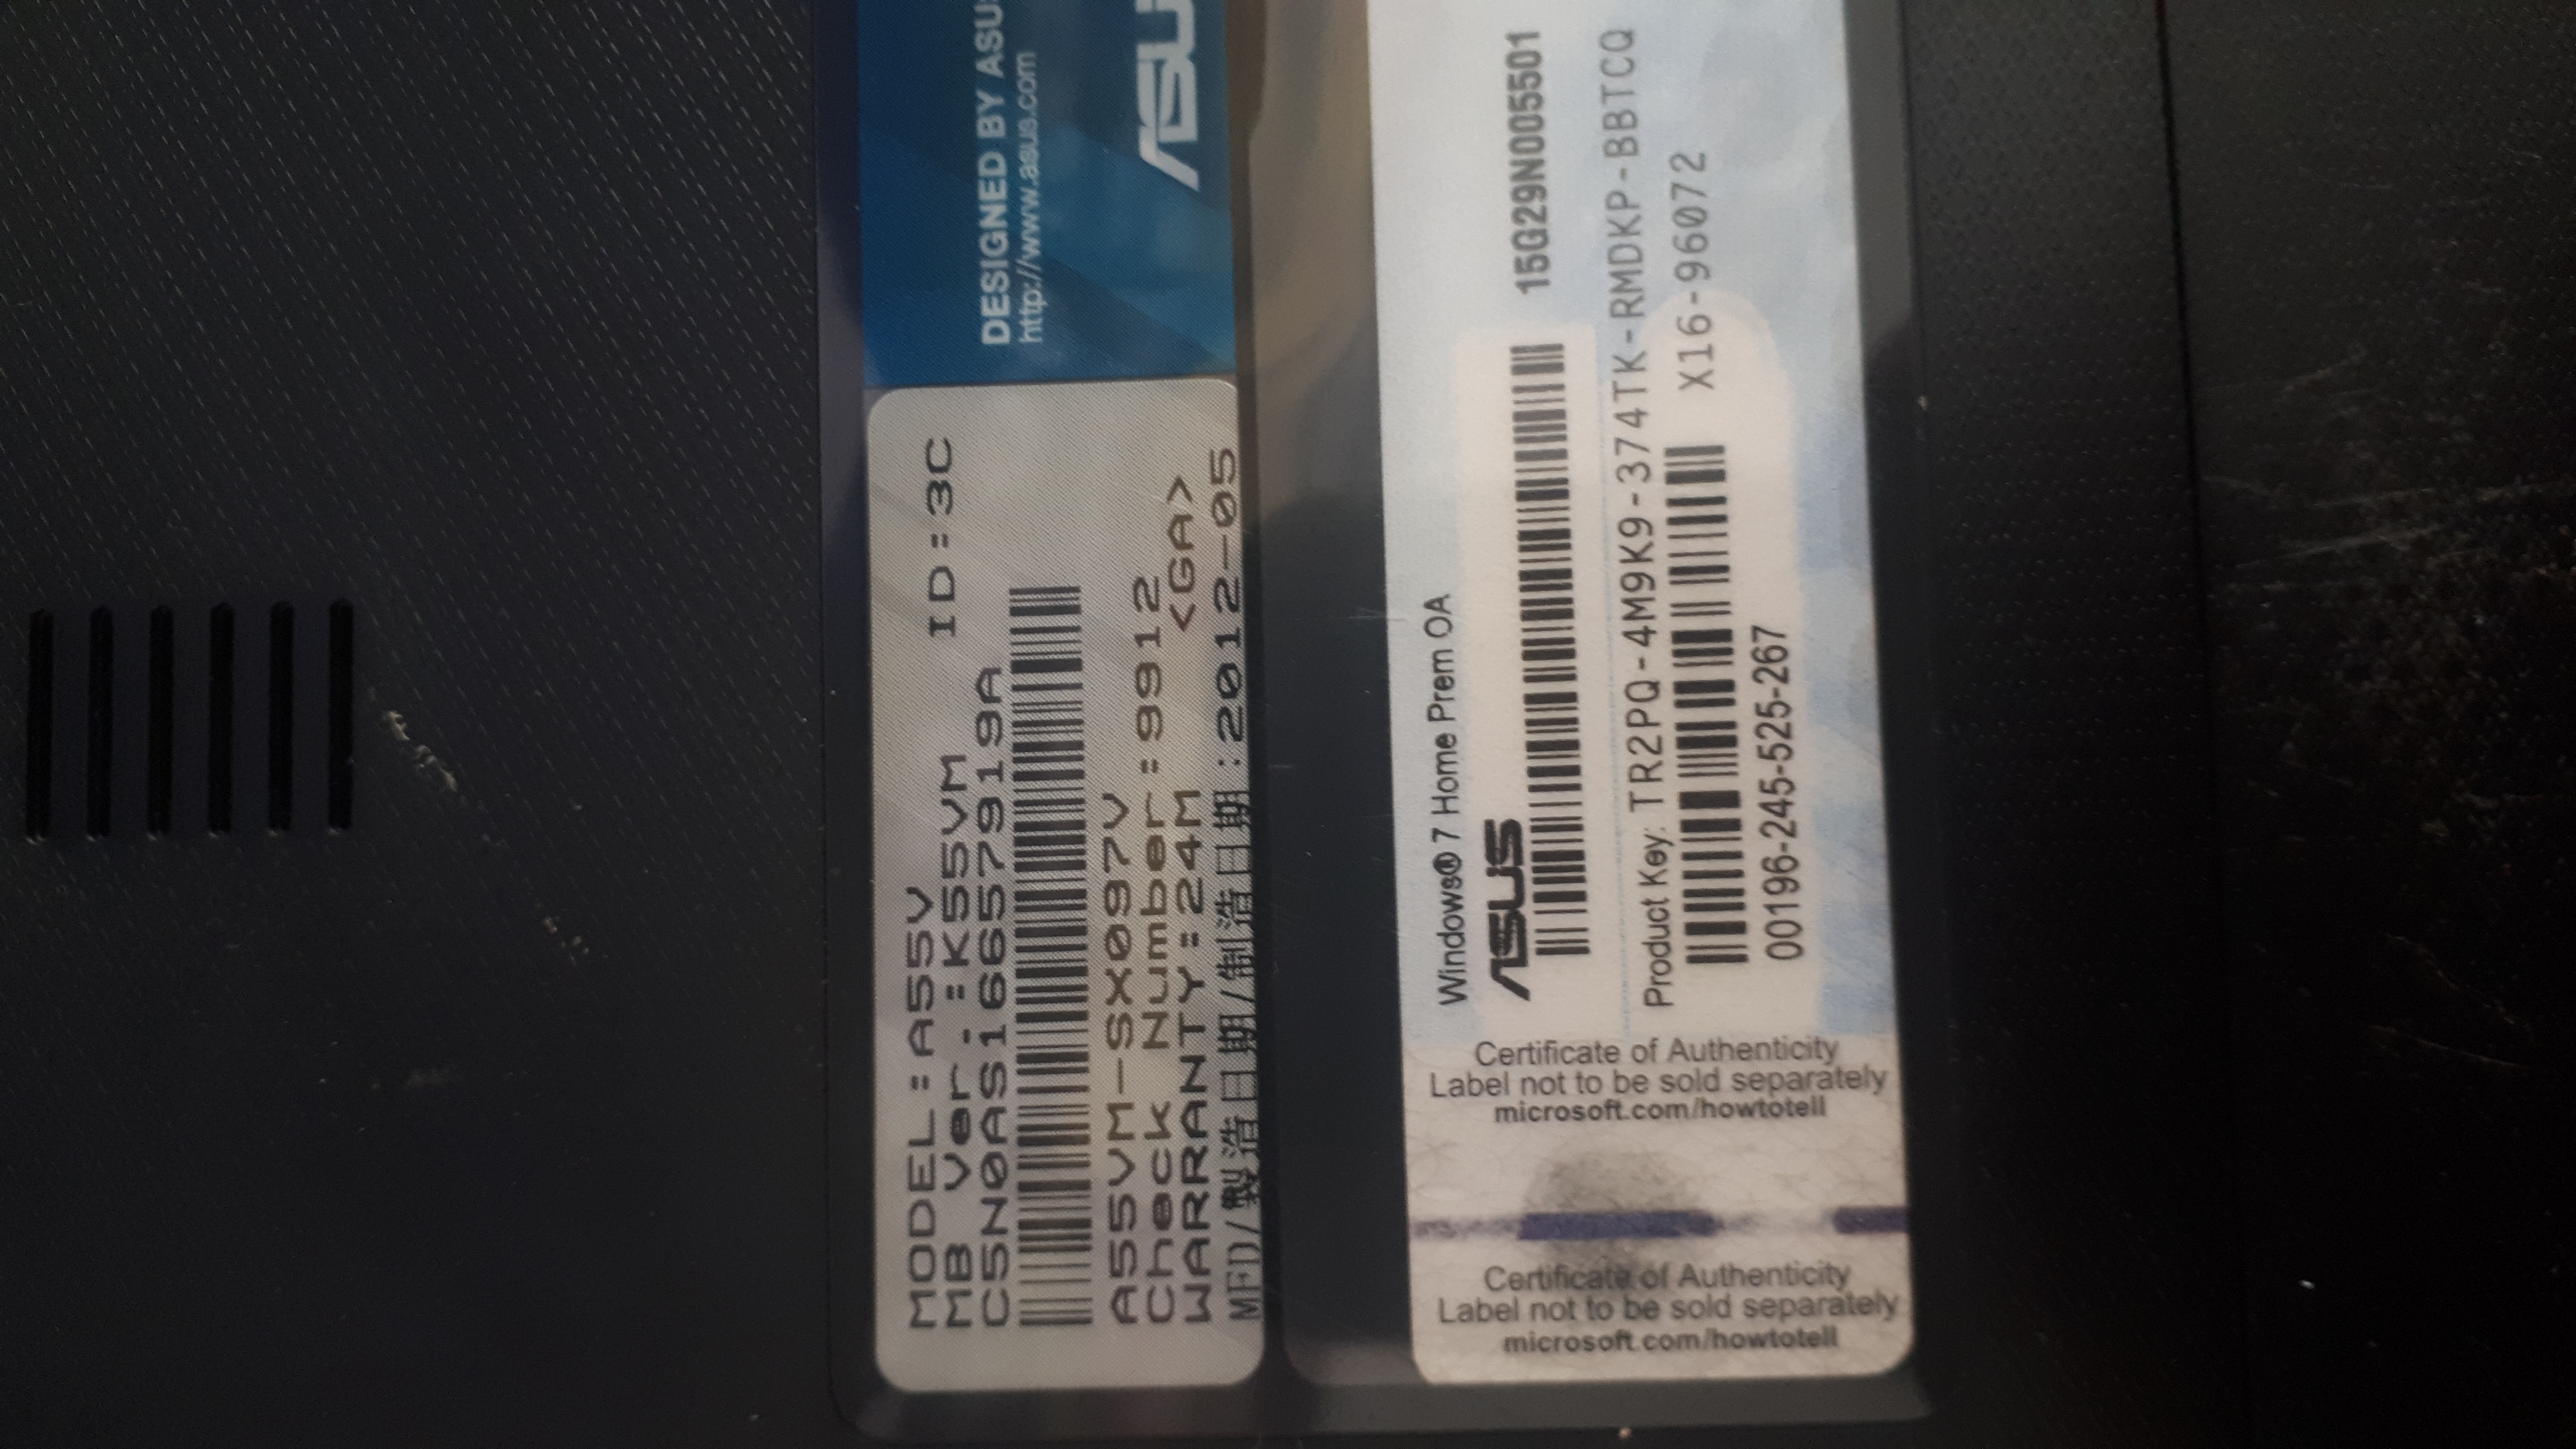 DESIGNED BY ASUS
http://www.asus.com
ASUS
MODEL:A55V ID:3C
MB Ver.:K55VM
C5N0AS16657919A
A55VM-SX097V
Check Number:9912
WARRANTY:24M <GA>
MFD/製造日期/制造日期:2012-05
Windows® 7 Home Prem OA
ASUS 15G29N005501
Product Key: TR2PQ-4M9K9-374TK-RMDKP-BBTCQ
X16-96072
00196-245-525-267
Certificate of Authenticity
Label not to be sold separately
microsoft.com/howtotell
Certificate of Authenticity
Label not to be sold separately
microsoft.com/howtotell